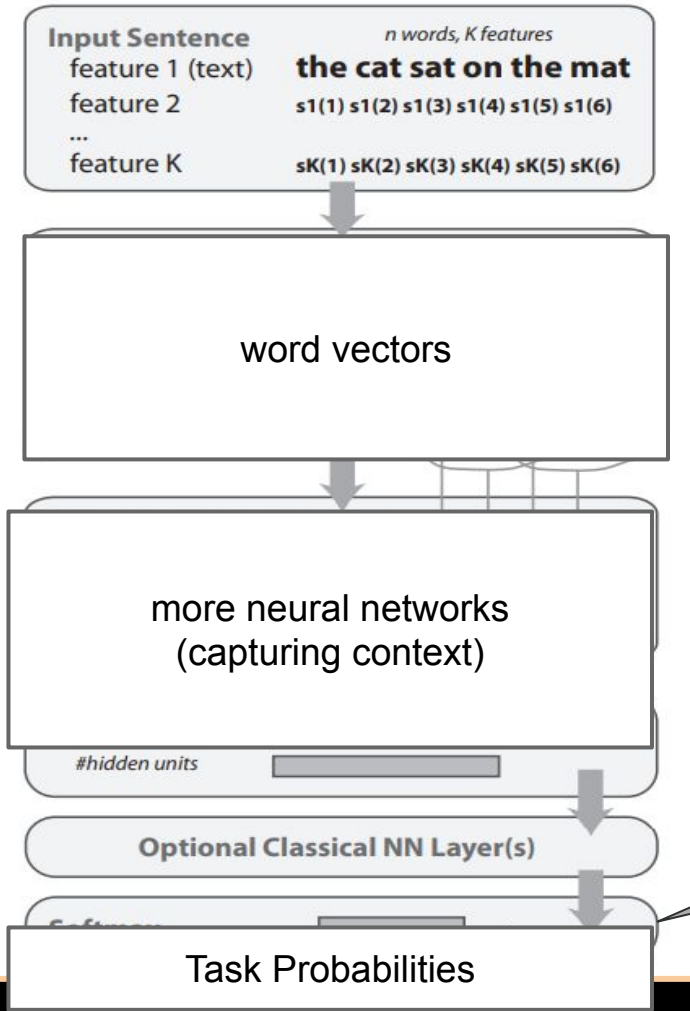 Input Sentence n words, K features
feature 1 (text) the cat sat on the mat
feature 2 s1(1) s1(2) s1(3) s1(4) s1(5) s1(6)
...
feature K sK(1) sK(2) sK(3) sK(4) sK(5) sK(6)
word vectors
more neural networks
(capturing context)
#hidden units
Optional Classical NN Layer(s)
Task Probabilities